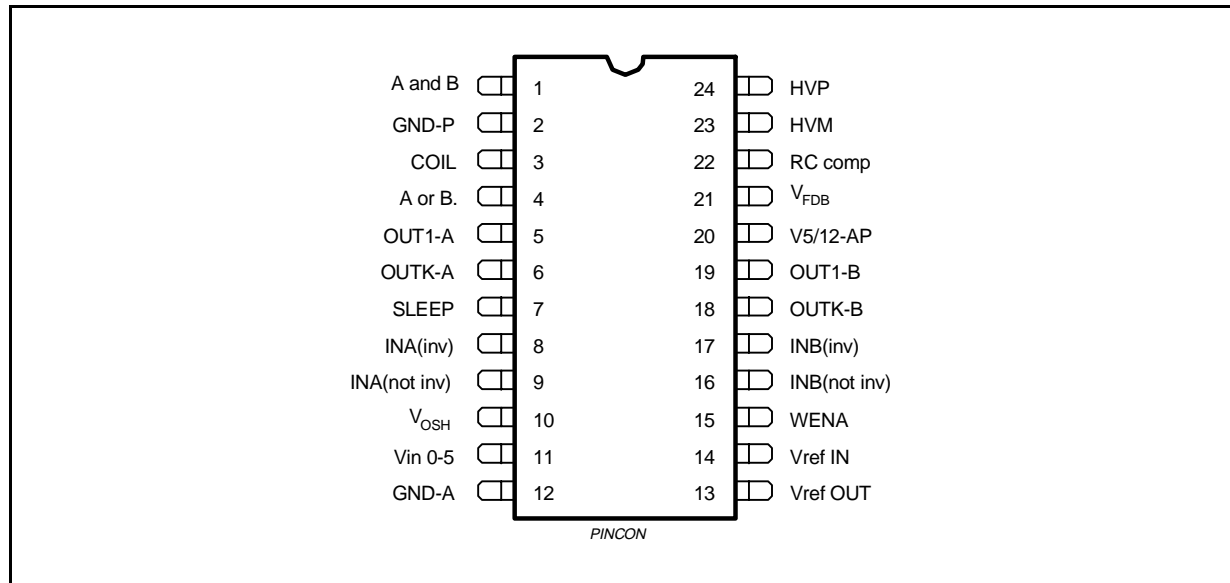 A and B 1 24 HVP
GND-P 2 23 HVM
COIL 3 22 RC comp
A or B. 4 21 VFDB
OUT1-A 5 20 V5/12-AP
OUTK-A 6 19 OUT1-B
SLEEP 7 18 OUTK-B
INA(inv) 8 17 INB(inv)
INA(not inv) 9 16 INB(not inv)
VOSH 10 15 WENA
Vin 0-5 11 14 Vref IN
GND-A 12 13 Vref OUT
PINCON